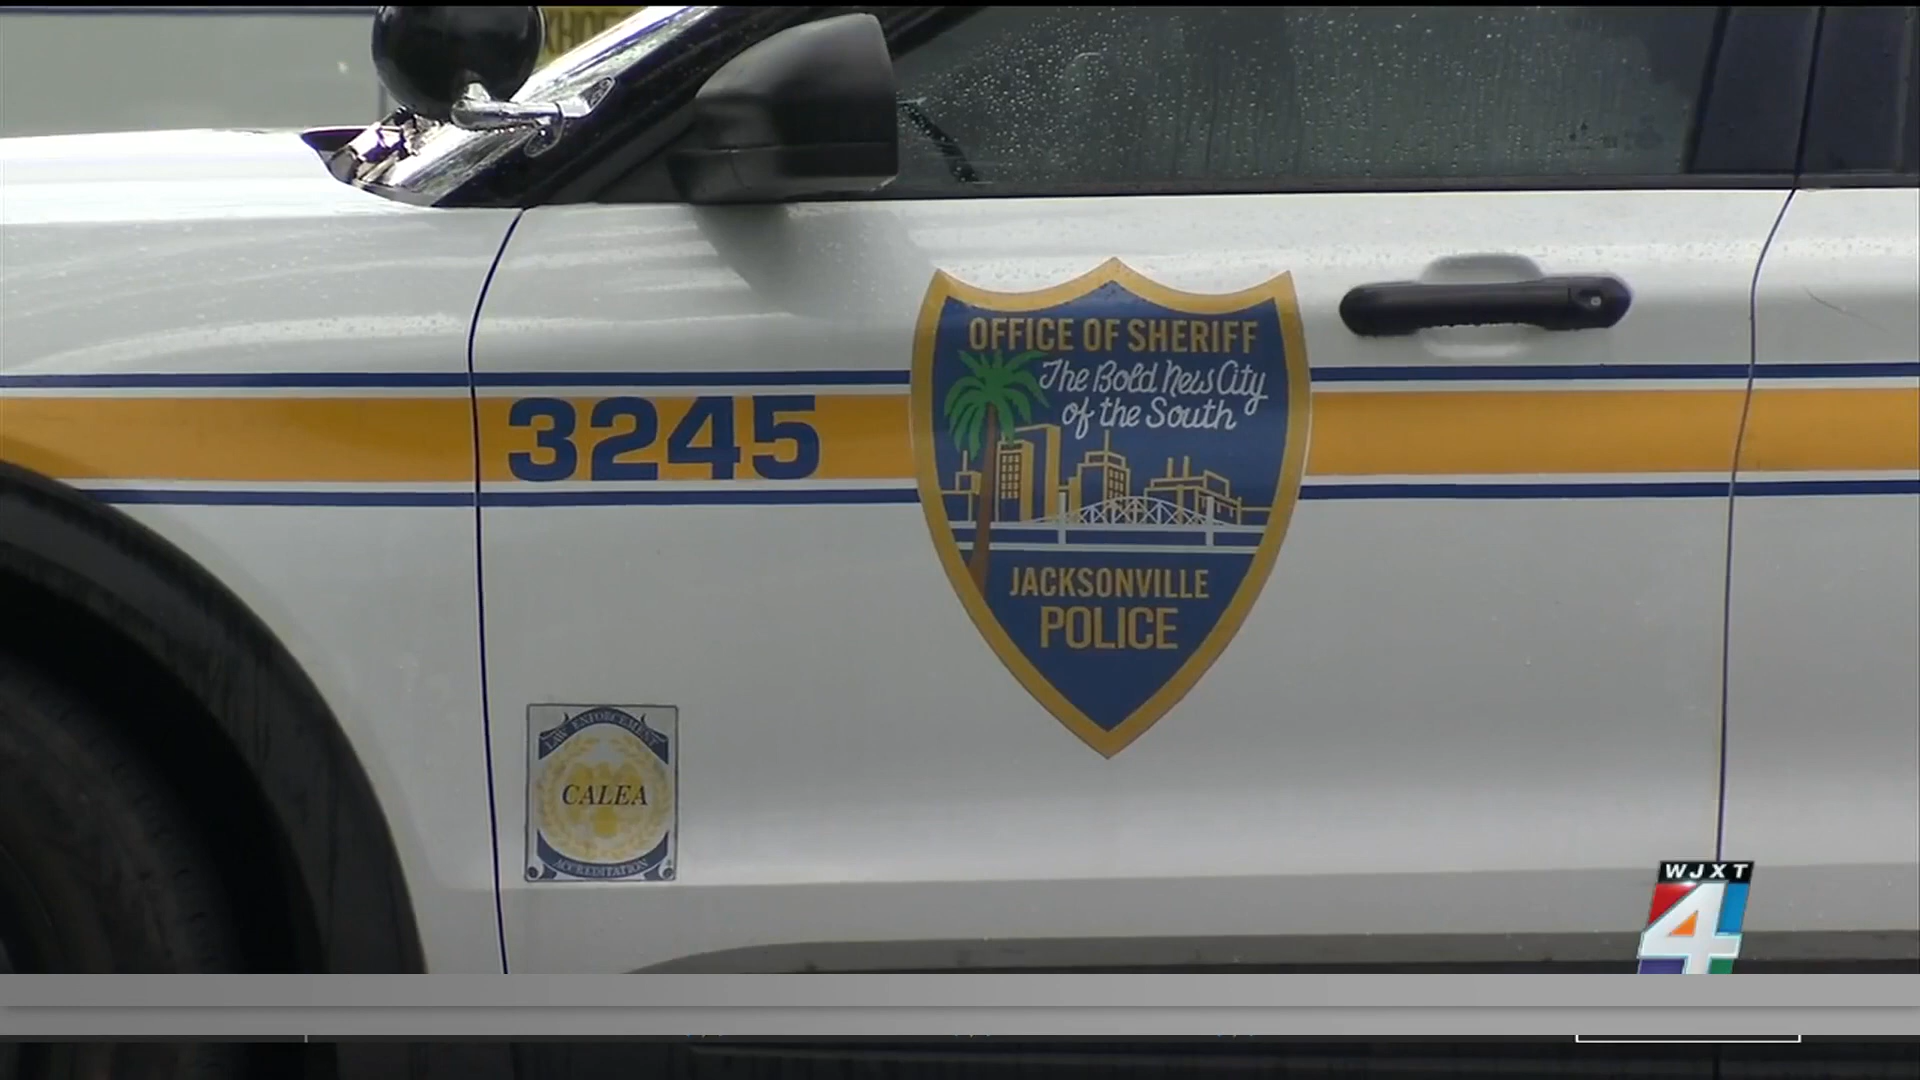 OFFICE OF SHERIFF
The Bold New City
of the South
3245
JACKSONVILLE
POLICE
LAW ENFORCEMENT
CALEA
ACCREDITATION
WJXT
4